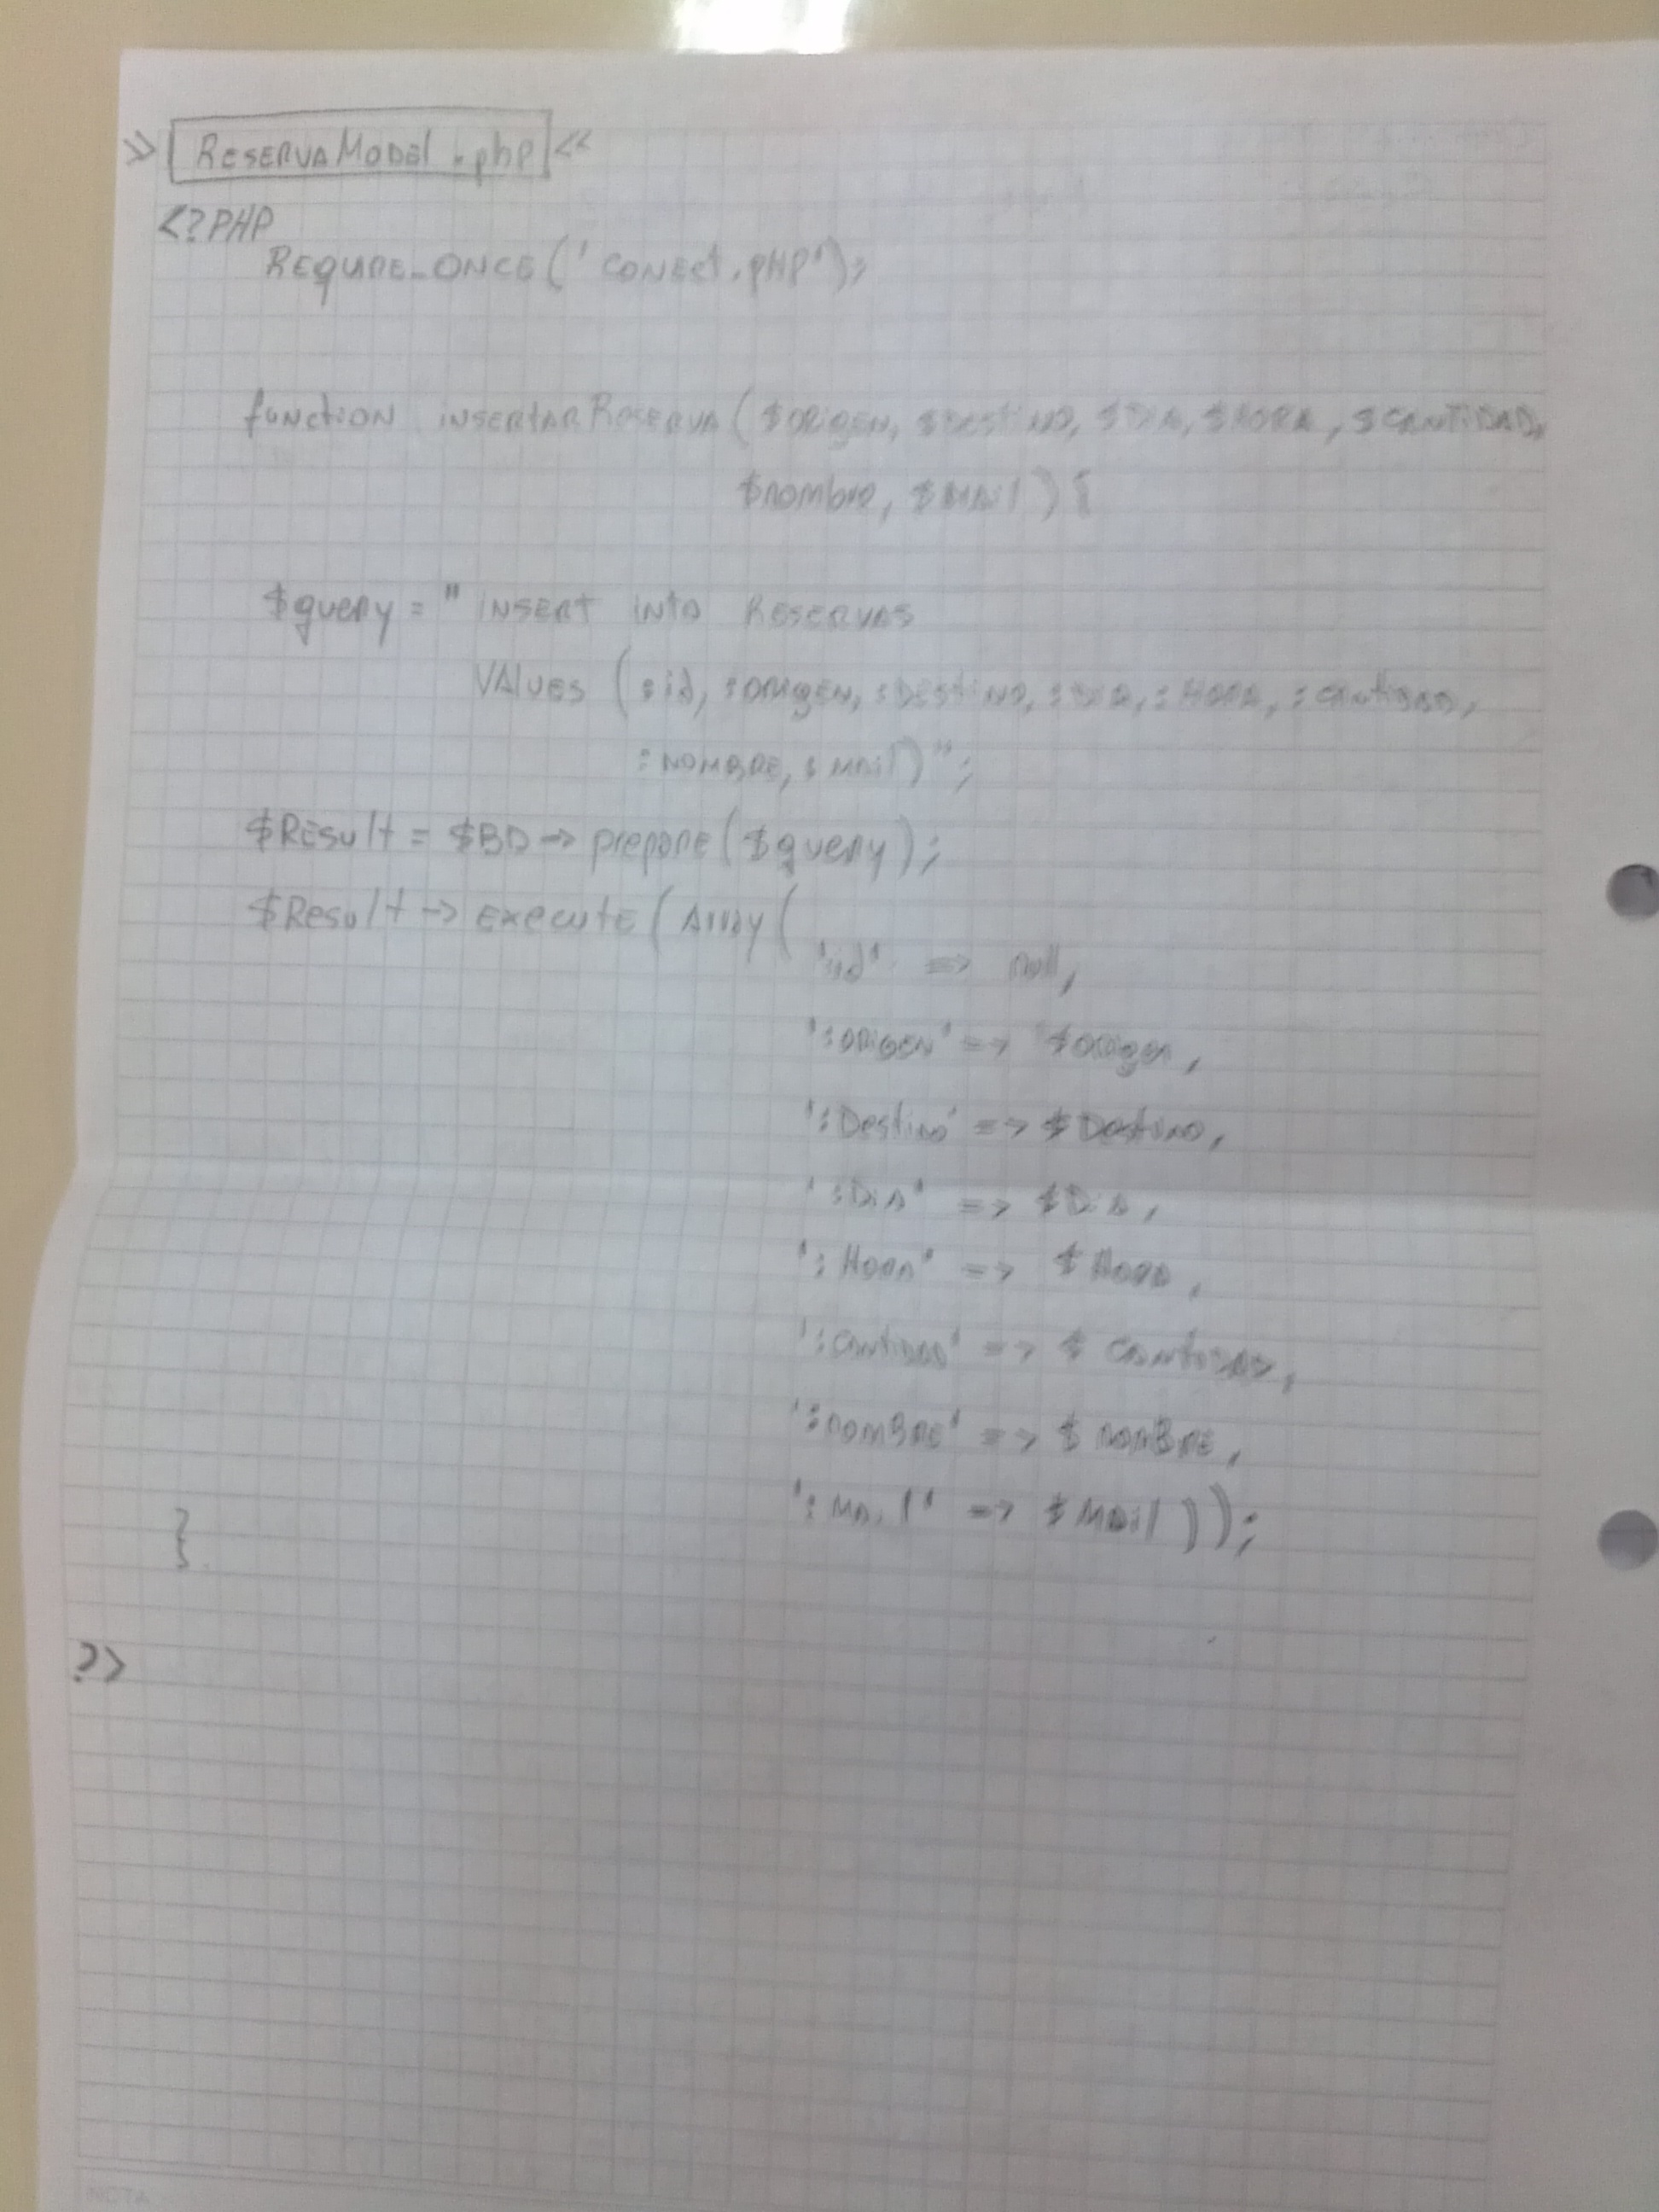 >> ReservaModel.php <<
<?PHP
REQUIRE_ONCE('conect.PHP');
function insertarReserva($origen, $Destino, $DIA, $HORA, $CANTIDAD,
$nombre, $MAil){
$query = " INSERT INTO RESERVAS
VALUES (:id, :origen, :DEStino, :DIA, :HORA, :cantidad,
:NOMBRE, :mail)";
$Result = $BD -> prepare($query);
$Result -> execute(Array(
':id' => null,
':origen' => $origen,
':Destino' => $Destino,
':DiA' => $DiA,
':HorA' => $Hora,
':cantidad' => $cantidad,
':nomBRE' => $nomBRE,
':MAil' => $MAil));
}
?>
NOTA